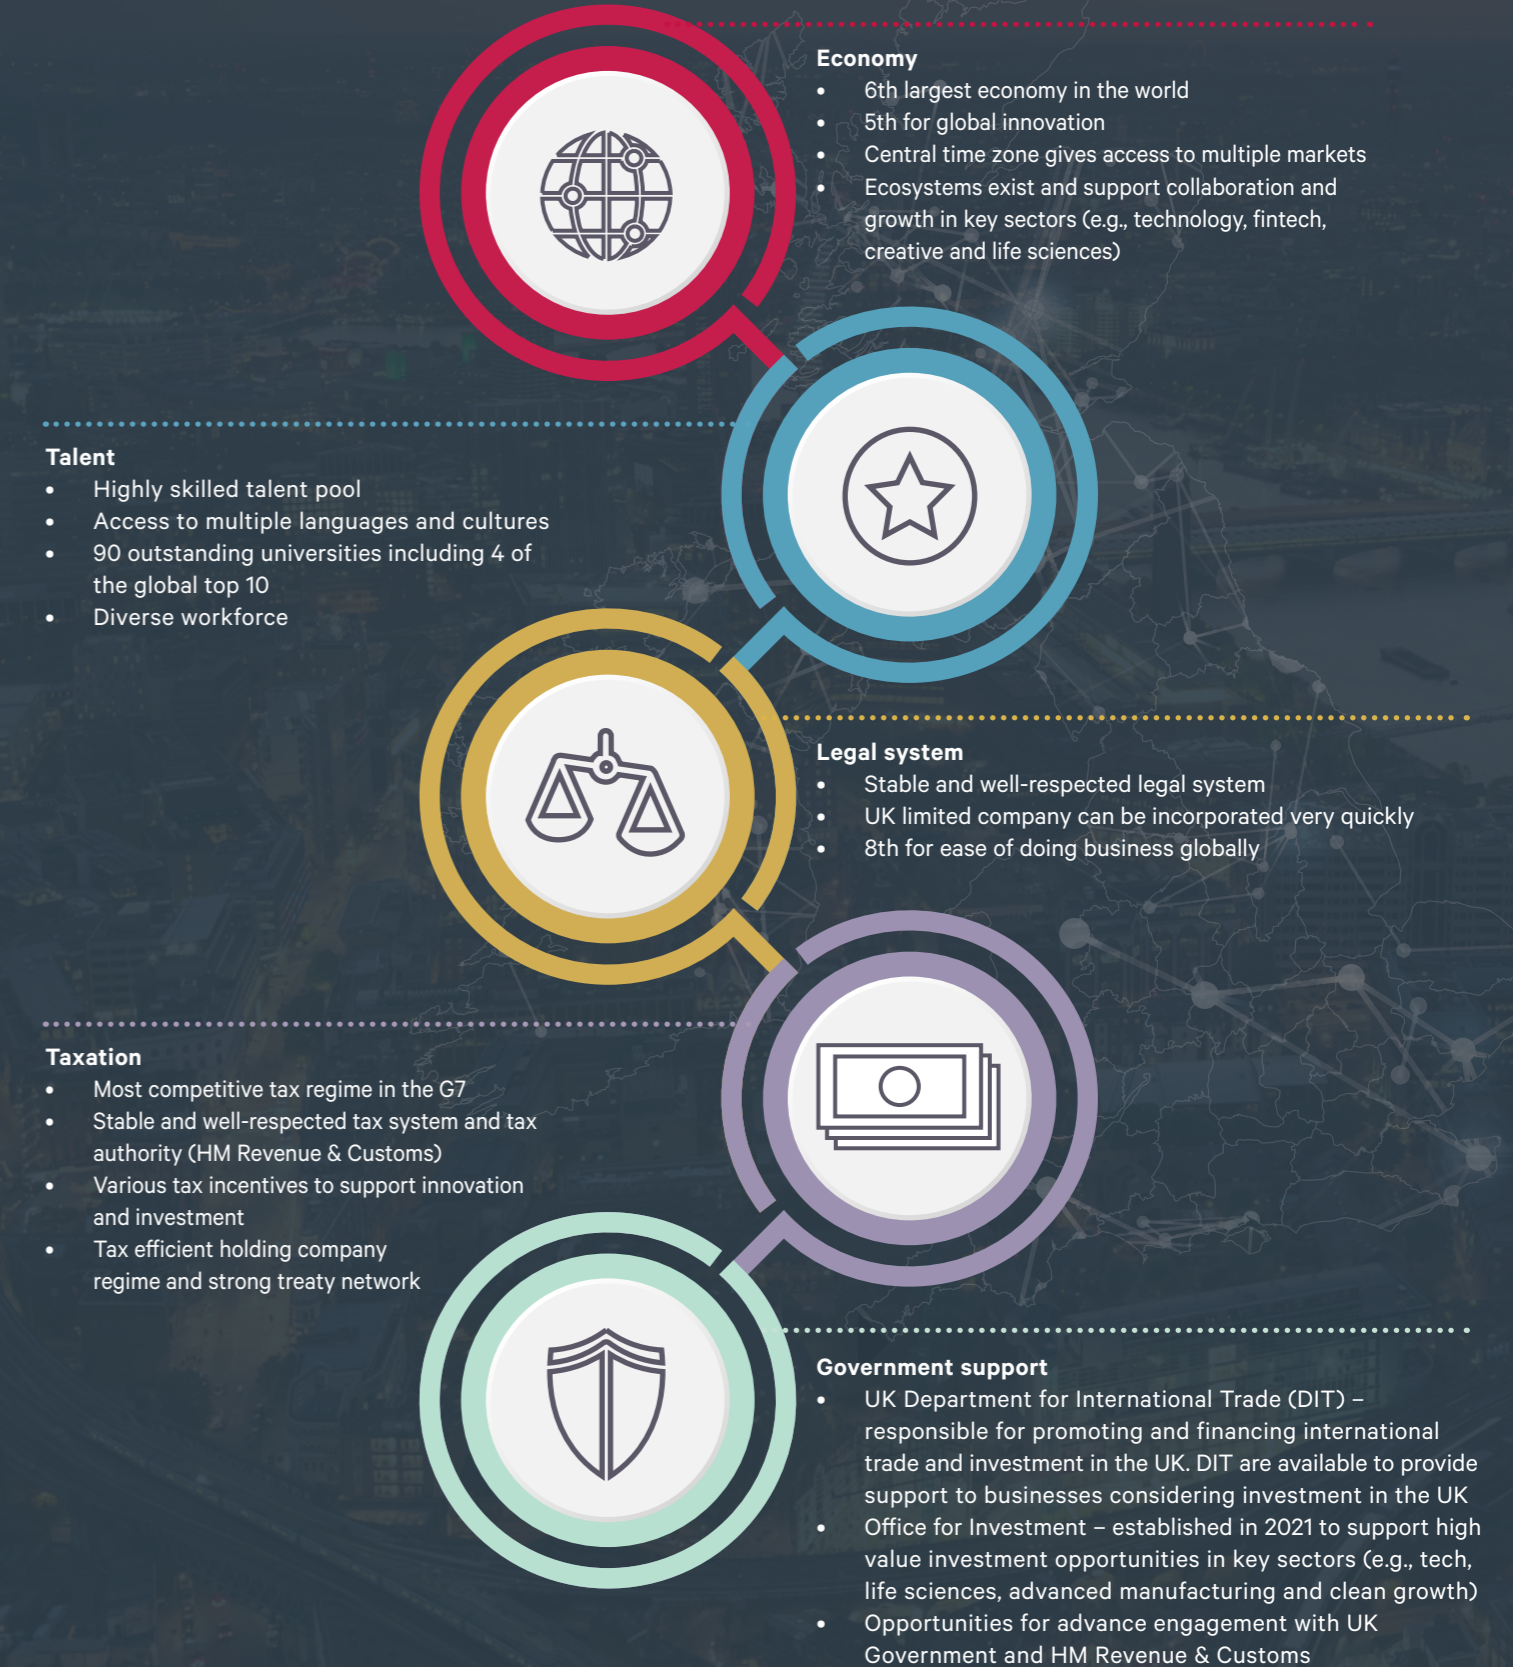 Economy
• 6th largest economy in the world
• 5th for global innovation
• Central time zone gives access to multiple markets
• Ecosystems exist and support collaboration and
growth in key sectors (e.g., technology, fintech,
creative and life sciences)
Talent
• Highly skilled talent pool
• Access to multiple languages and cultures
• 90 outstanding universities including 4 of
the global top 10
• Diverse workforce
Legal system
• Stable and well-respected legal system
• UK limited company can be incorporated very quickly
• 8th for ease of doing business globally
Taxation
• Most competitive tax regime in the G7
• Stable and well-respected tax system and tax
authority (HM Revenue & Customs)
• Various tax incentives to support innovation
and investment
• Tax efficient holding company
regime and strong treaty network
Government support
• UK Department for International Trade (DIT) –
responsible for promoting and financing international
trade and investment in the UK. DIT are available to provide
support to businesses considering investment in the UK
• Office for Investment – established in 2021 to support high
value investment opportunities in key sectors (e.g., tech,
life sciences, advanced manufacturing and clean growth)
• Opportunities for advance engagement with UK
Government and HM Revenue & Customs